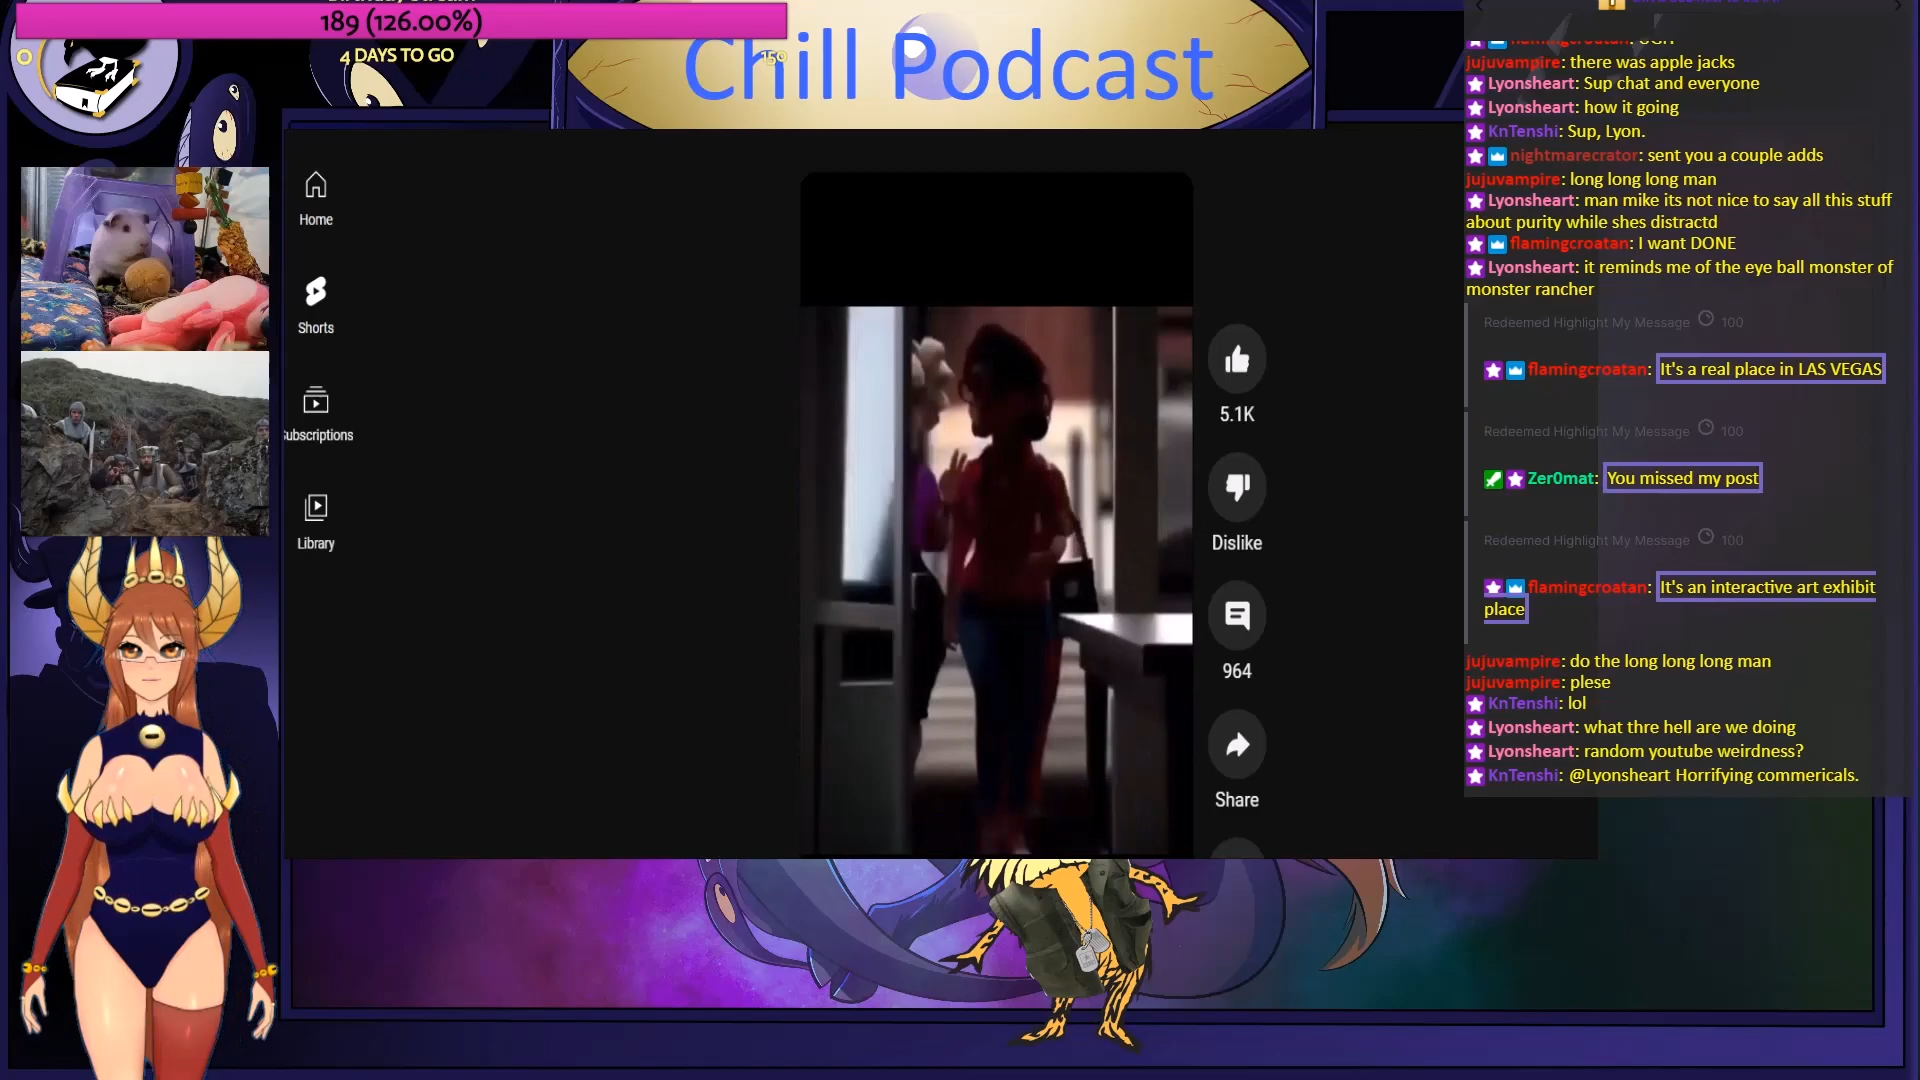 189 (126.00%)
4 DAYS TO GO
Chill Podcast
150
Home
Shorts
Subscriptions
Library
5.1K
Dislike
964
Share
jujuvampire: there was apple jacks
Lyonsheart: Sup chat and everyone
Lyonsheart: how it going
KnTenshi: Sup, Lyon.
nightmarecrator: sent you a couple adds
jujuvampire: long long long man
Lyonsheart: man mike its not nice to say all this stuff
about purity while shes distractd
flamingcroatan: I want DONE
Lyonsheart: it reminds me of the eye ball monster of
monster rancher
Redeemed Highlight My Message 100
flamingcroatan: It's a real place in LAS VEGAS
Redeemed Highlight My Message 100
Zer0mat: You missed my post
Redeemed Highlight My Message 100
flamingcroatan: It's an interactive art exhibit
place
jujuvampire: do the long long long man
jujuvampire: plese
KnTenshi: lol
Lyonsheart: what thre hell are we doing
Lyonsheart: random youtube weirdness?
KnTenshi: @Lyonsheart Horrifying commericals.